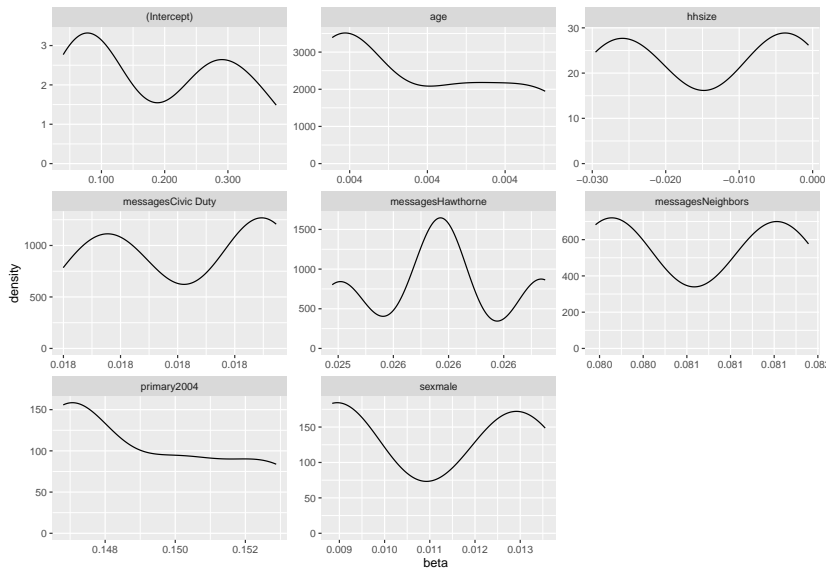 (Intercept) age hhsize
3
2
1
0
0.100 0.200 0.300
3000
2000
1000
0
0.004 0.004 0.004
30
20
10
0
−0.030 −0.020 −0.010 0.000
messagesCivic Duty messagesHawthorne messagesNeighbors
1000
500
0
0.018 0.018 0.018 0.018
1500
1000
500
0
0.025 0.026 0.026 0.026
600
400
200
0
0.080 0.080 0.081 0.081 0.081
primary2004 sexmale
150
100
50
0
0.148 0.150 0.152
200
150
100
50
0
0.009 0.010 0.011 0.012 0.013
density
beta